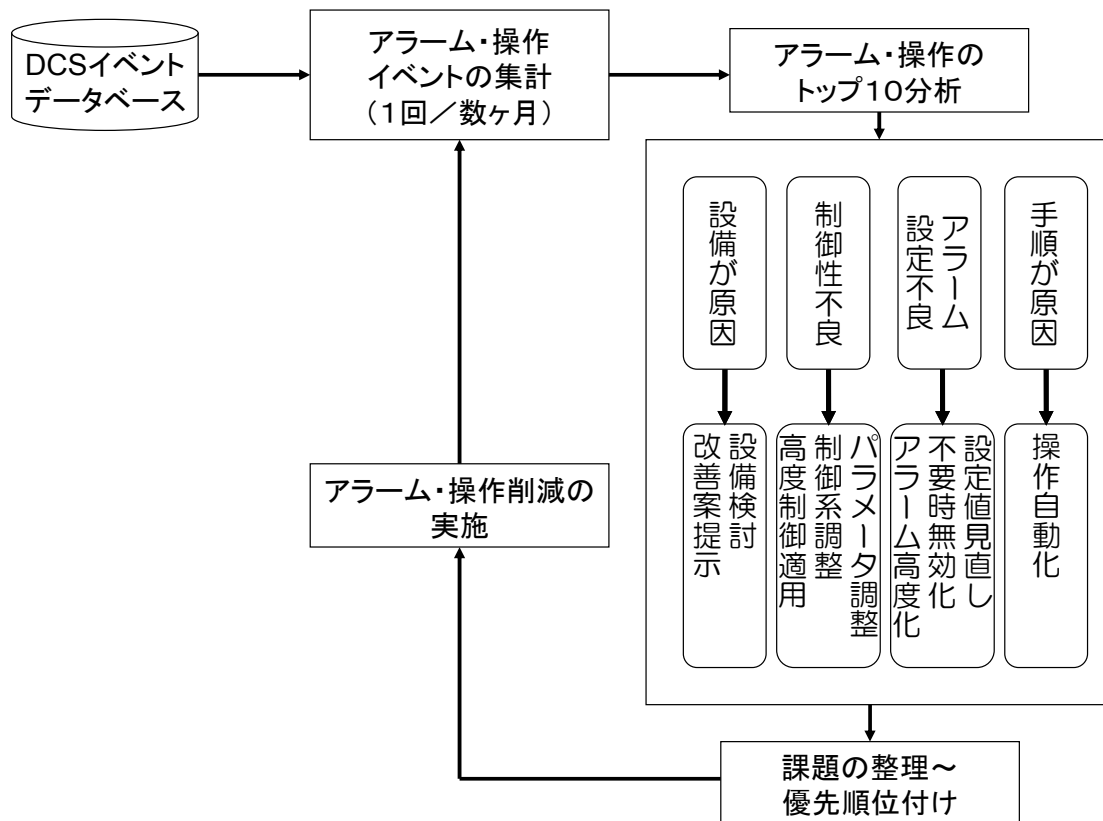 DCSイベント
データベース
アラーム・操作
イベントの集計
（１回／数ヶ月）
アラーム・操作の
トップ１０分析
設備が原因
制御性不良
アラーム
設定不良
手順が原因
設備検討
改善案提示
パラメータ調整
制御系調整
高度制御適用
設定値見直し
不要時無効化
アラーム高度化
操作自動化
課題の整理～
優先順位付け
アラーム・操作削減の
実施